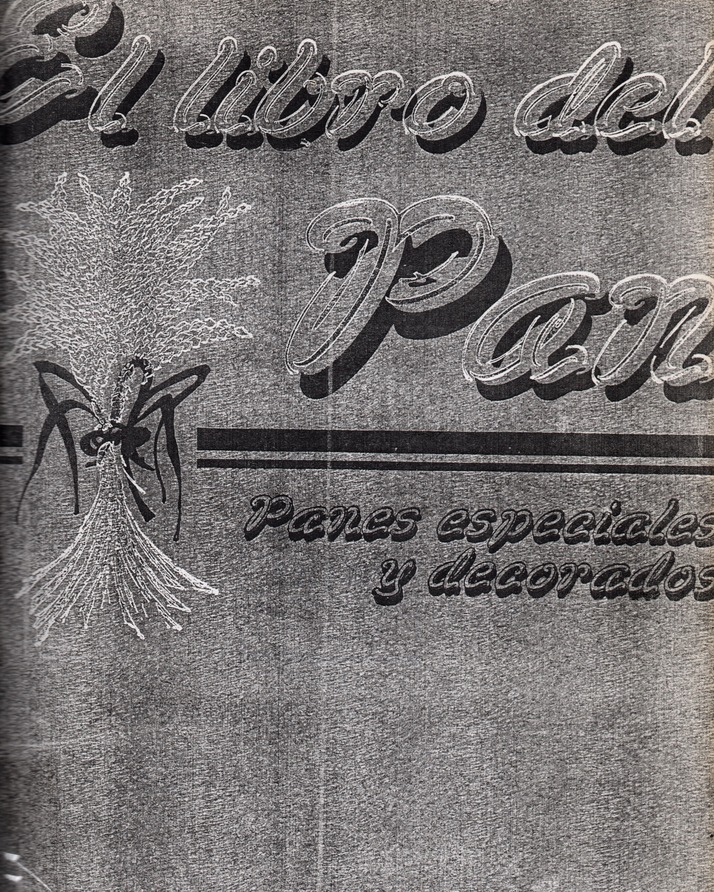 El libro del
Pan
Panes especiales
y decorados